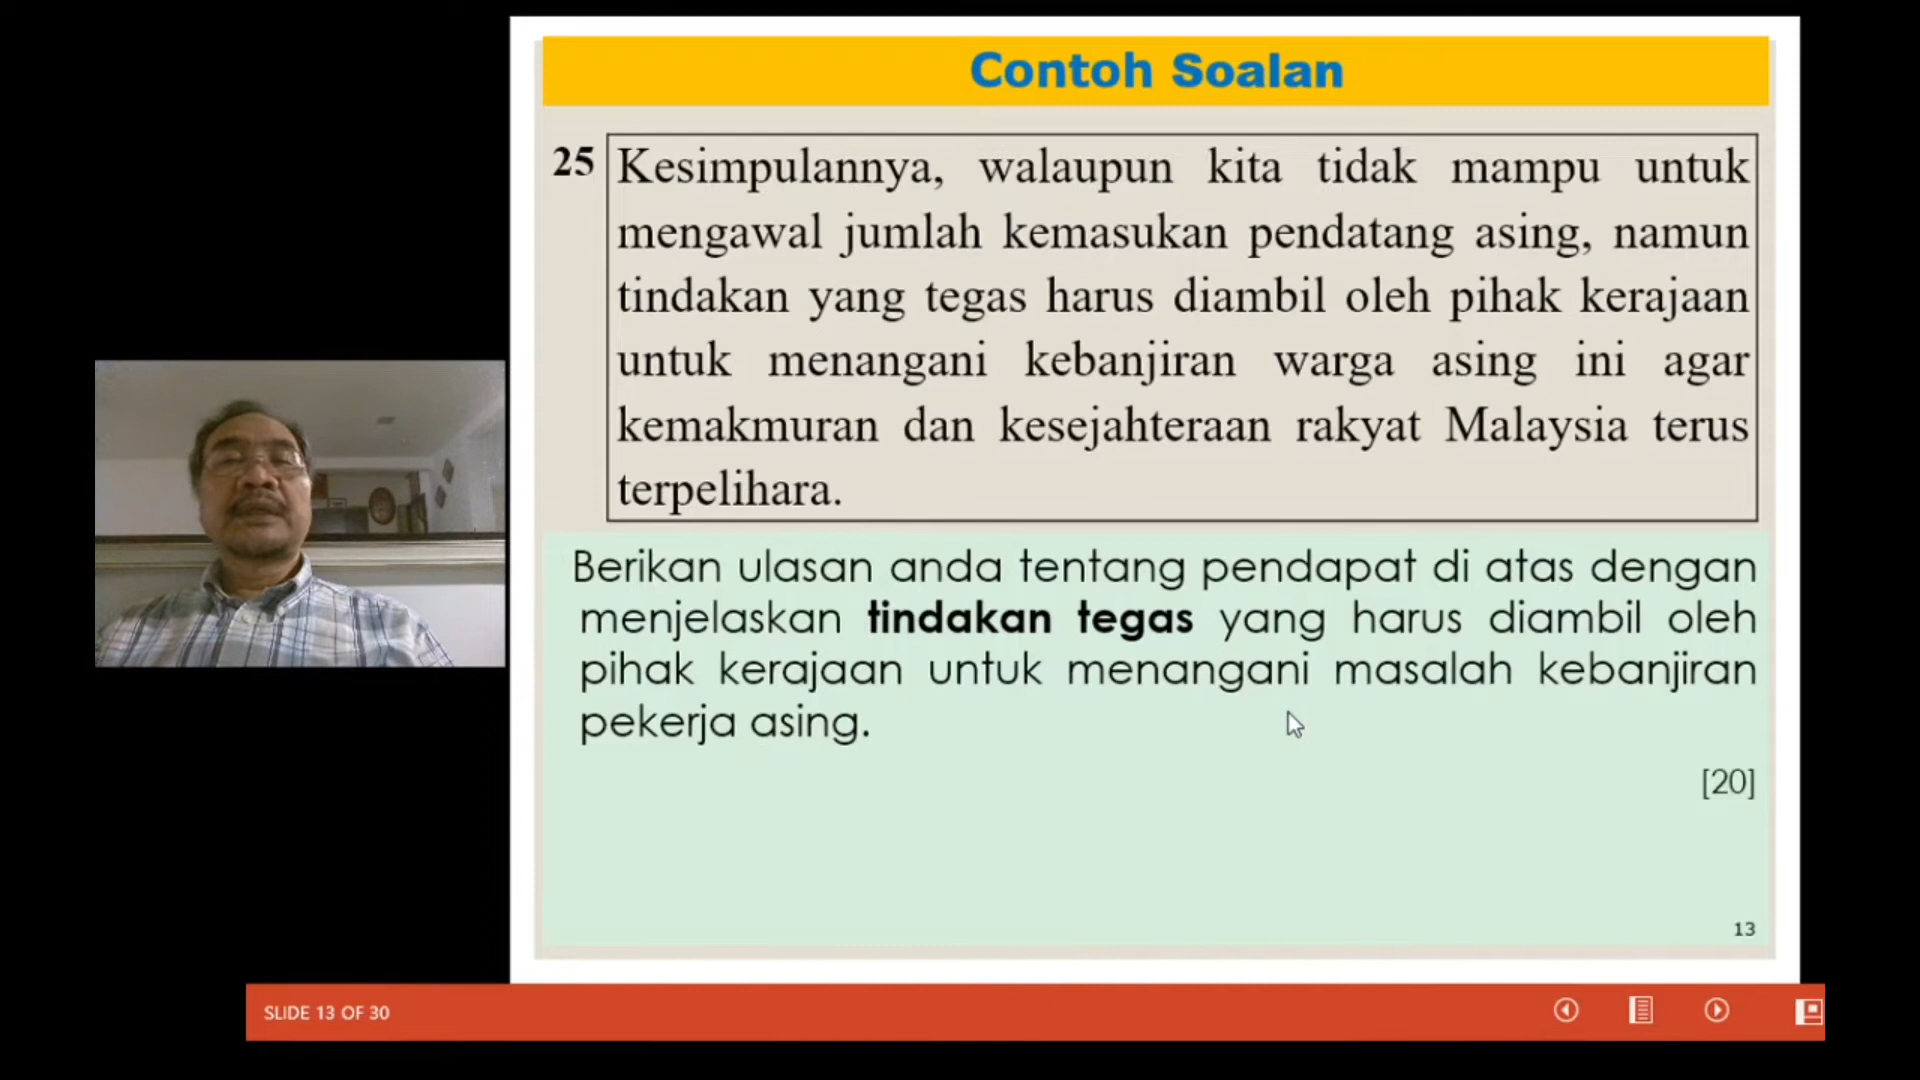 Contoh Soalan
25 Kesimpulannya, walaupun kita tidak mampu untuk
mengawal jumlah kemasukan pendatang asing, namun
tindakan yang tegas harus diambil oleh pihak kerajaan
untuk menangani kebanjiran warga asing ini agar
kemakmuran dan kesejahteraan rakyat Malaysia terus
terpelihara.
Berikan ulasan anda tentang pendapat di atas dengan
menjelaskan tindakan tegas yang harus diambil oleh
pihak kerajaan untuk menangani masalah kebanjiran
pekerja asing.
[20]
13
SLIDE 13 OF 30